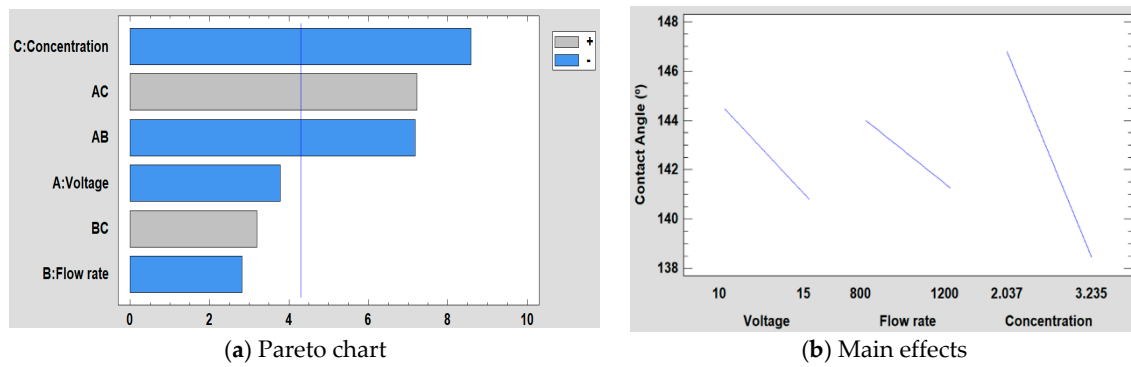 C:Concentration
AC
AB
A:Voltage
BC
B:Flow rate
0 2 4 6 8 10
+
-
(a) Pareto chart
Contact Angle (º)
148
146
144
142
140
138
10 15 800 1200 2.037 3.235
Voltage Flow rate Concentration
(b) Main effects